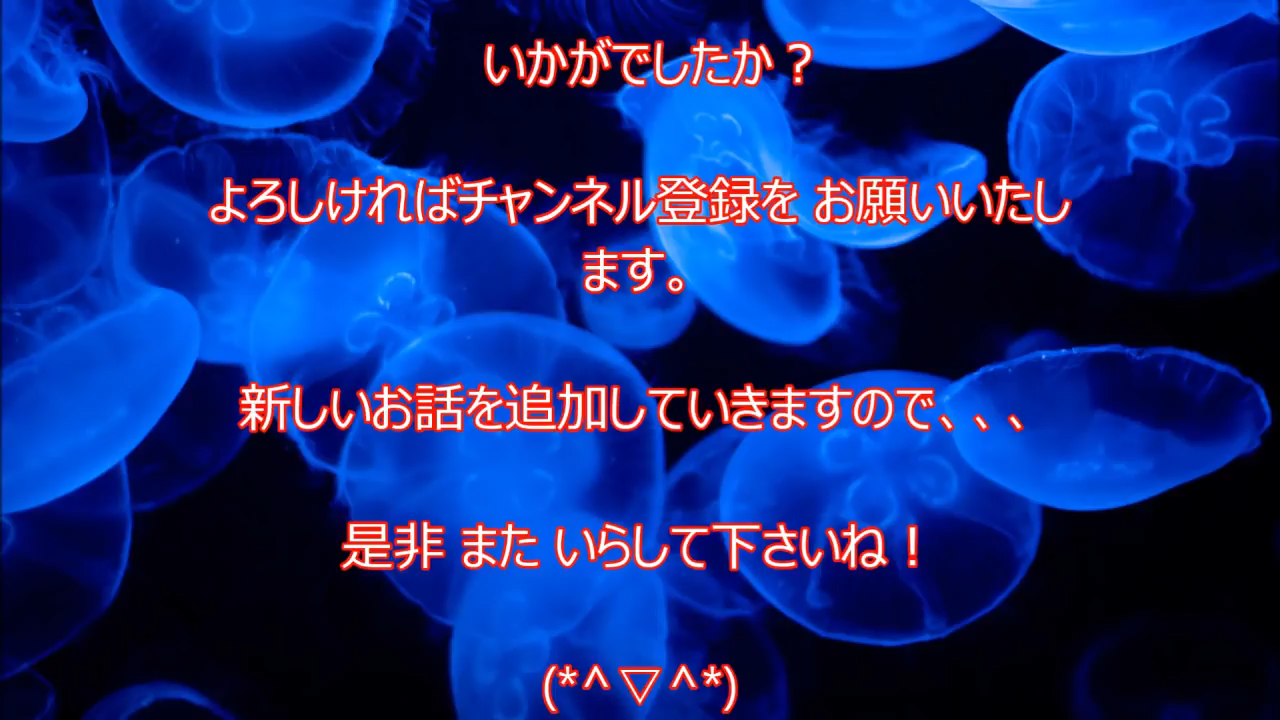 いかがでしたか？
よろしければチャンネル登録を お願いいたし
ます。
新しいお話を追加していきますので、、、
是非 また いらして下さいね！
(*^▽^*)